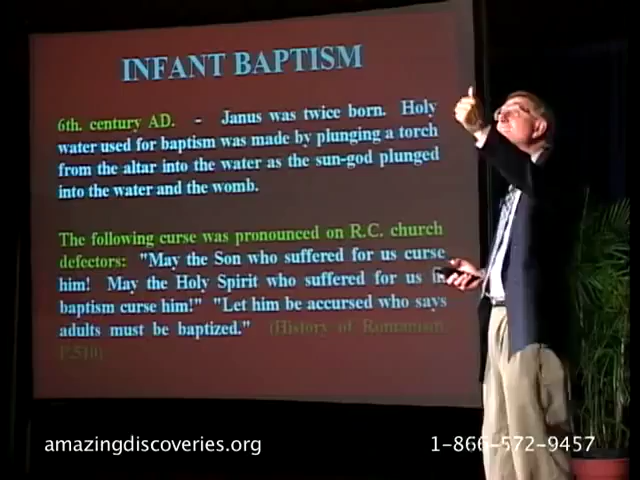 INFANT BAPTISM
6th. century AD. - Janus was twice born. Holy
water used for baptism was made by plunging a torch
from the altar into the water as the sun-god plunged
into the water and the womb.
The following curse was pronounced on R.C. church
defectors: "May the Son who suffered for us curse
him! May the Holy Spirit who suffered for us in
baptism curse him!" "Let him be accursed who says
adults must be baptized." (History of Romanism,
P.510)
amazingdiscoveries.org
1-866-572-9457